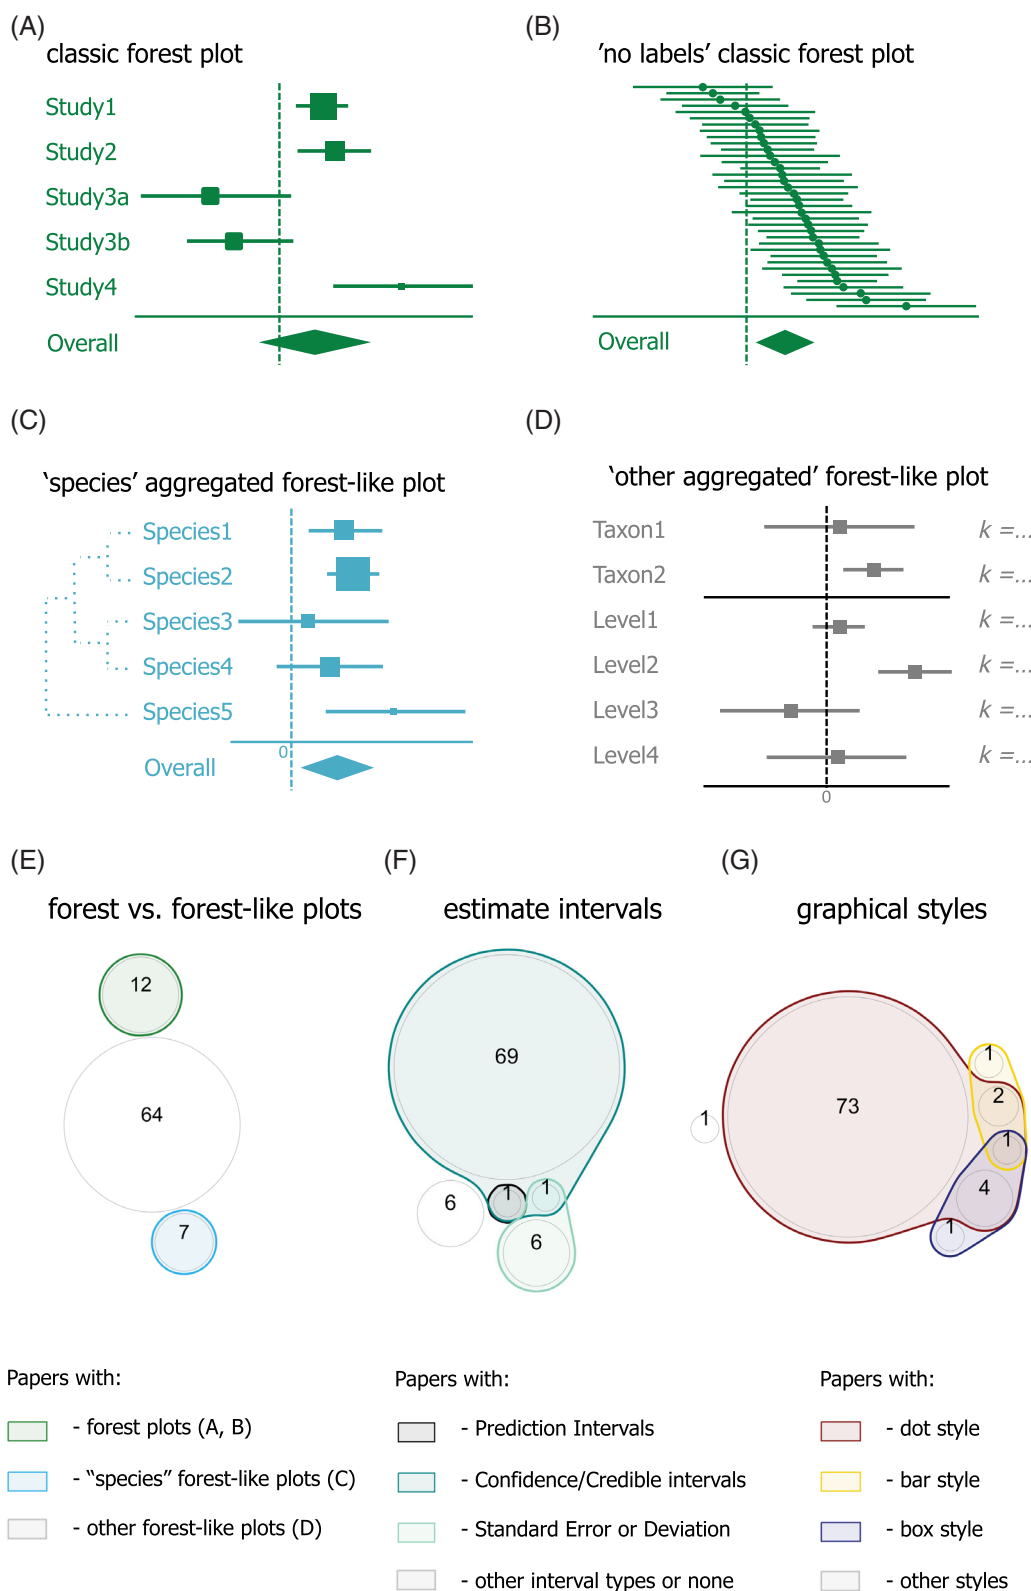 (A)
classic forest plot
Study1
Study2
Study3a
Study3b
Study4
Overall
(B)
'no labels' classic forest plot
Overall
(C)
‘species’ aggregated forest-like plot
Species1
Species2
Species3
Species4
Species5
0
Overall
(D)
‘other aggregated’ forest-like plot
Taxon1 k =...
Taxon2 k =...
Level1 k =...
Level2 k =...
Level3 k =...
Level4 k =...
0
(E)
forest vs. forest-like plots
12
64
7
(F)
estimate intervals
69
6
1
1
6
(G)
graphical styles
1
73
1
2
1
4
1
Papers with:
- forest plots (A, B)
- “species” forest-like plots (C)
- other forest-like plots (D)
Papers with:
- Prediction Intervals
- Confidence/Credible intervals
- Standard Error or Deviation
- other interval types or none
Papers with:
- dot style
- bar style
- box style
- other styles